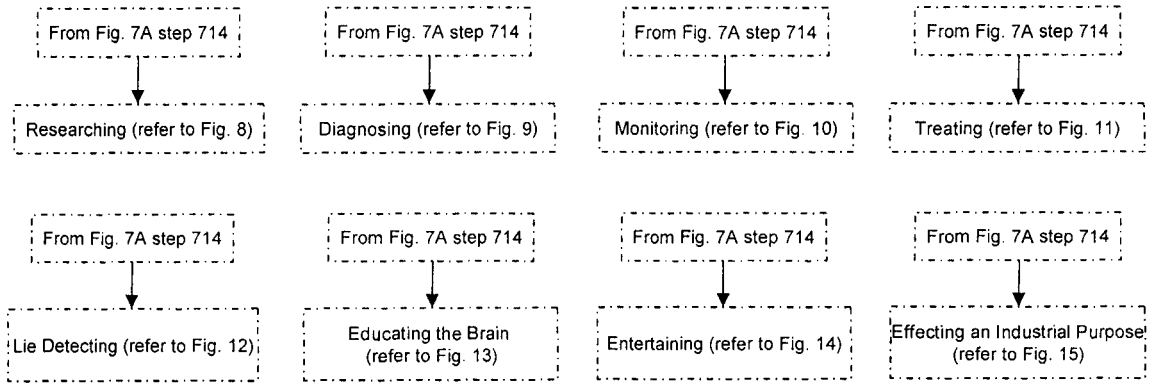 From Fig. 7A step 714
From Fig. 7A step 714
From Fig. 7A step 714
From Fig. 7A step 714
Researching (refer to Fig. 8)
Diagnosing (refer to Fig. 9)
Monitoring (refer to Fig. 10)
Treating (refer to Fig. 11)
From Fig. 7A step 714
From Fig. 7A step 714
From Fig. 7A step 714
From Fig. 7A step 714
Lie Detecting (refer to Fig. 12)
Educating the Brain
(refer to Fig. 13)
Entertaining (refer to Fig. 14)
Effecting an Industrial Purpose
(refer to Fig. 15)